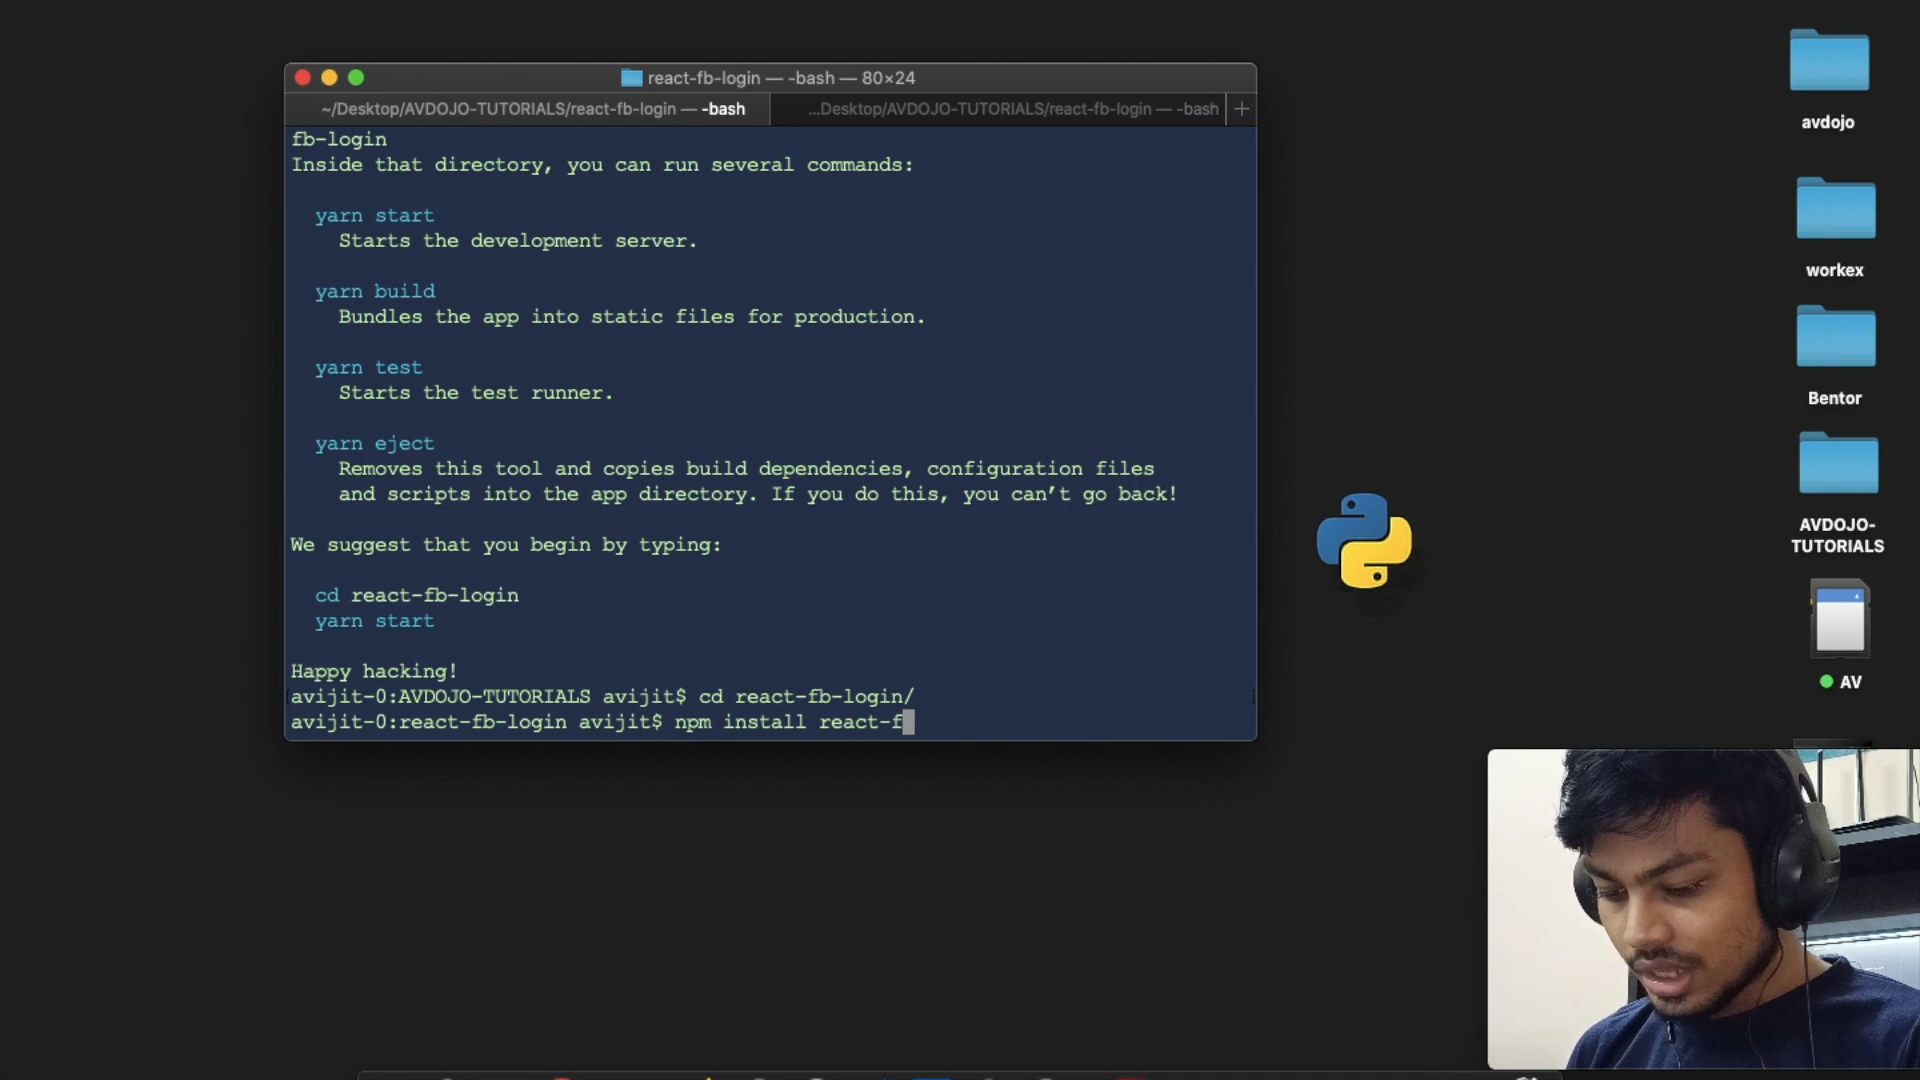 react-fb-login — -bash — 80×24
~/Desktop/AVDOJO-TUTORIALS/react-fb-login — -bash
...Desktop/AVDOJO-TUTORIALS/react-fb-login — -bash
fb-login
Inside that directory, you can run several commands:
yarn start
Starts the development server.
yarn build
Bundles the app into static files for production.
yarn test
Starts the test runner.
yarn eject
Removes this tool and copies build dependencies, configuration files
and scripts into the app directory. If you do this, you can’t go back!
We suggest that you begin by typing:
cd react-fb-login
yarn start
Happy hacking!
avijit-0:AVDOJO-TUTORIALS avijit$ cd react-fb-login/
avijit-0:react-fb-login avijit$ npm install react-f
avdojo
workex
Bentor
AVDOJO-
TUTORIALS
AV